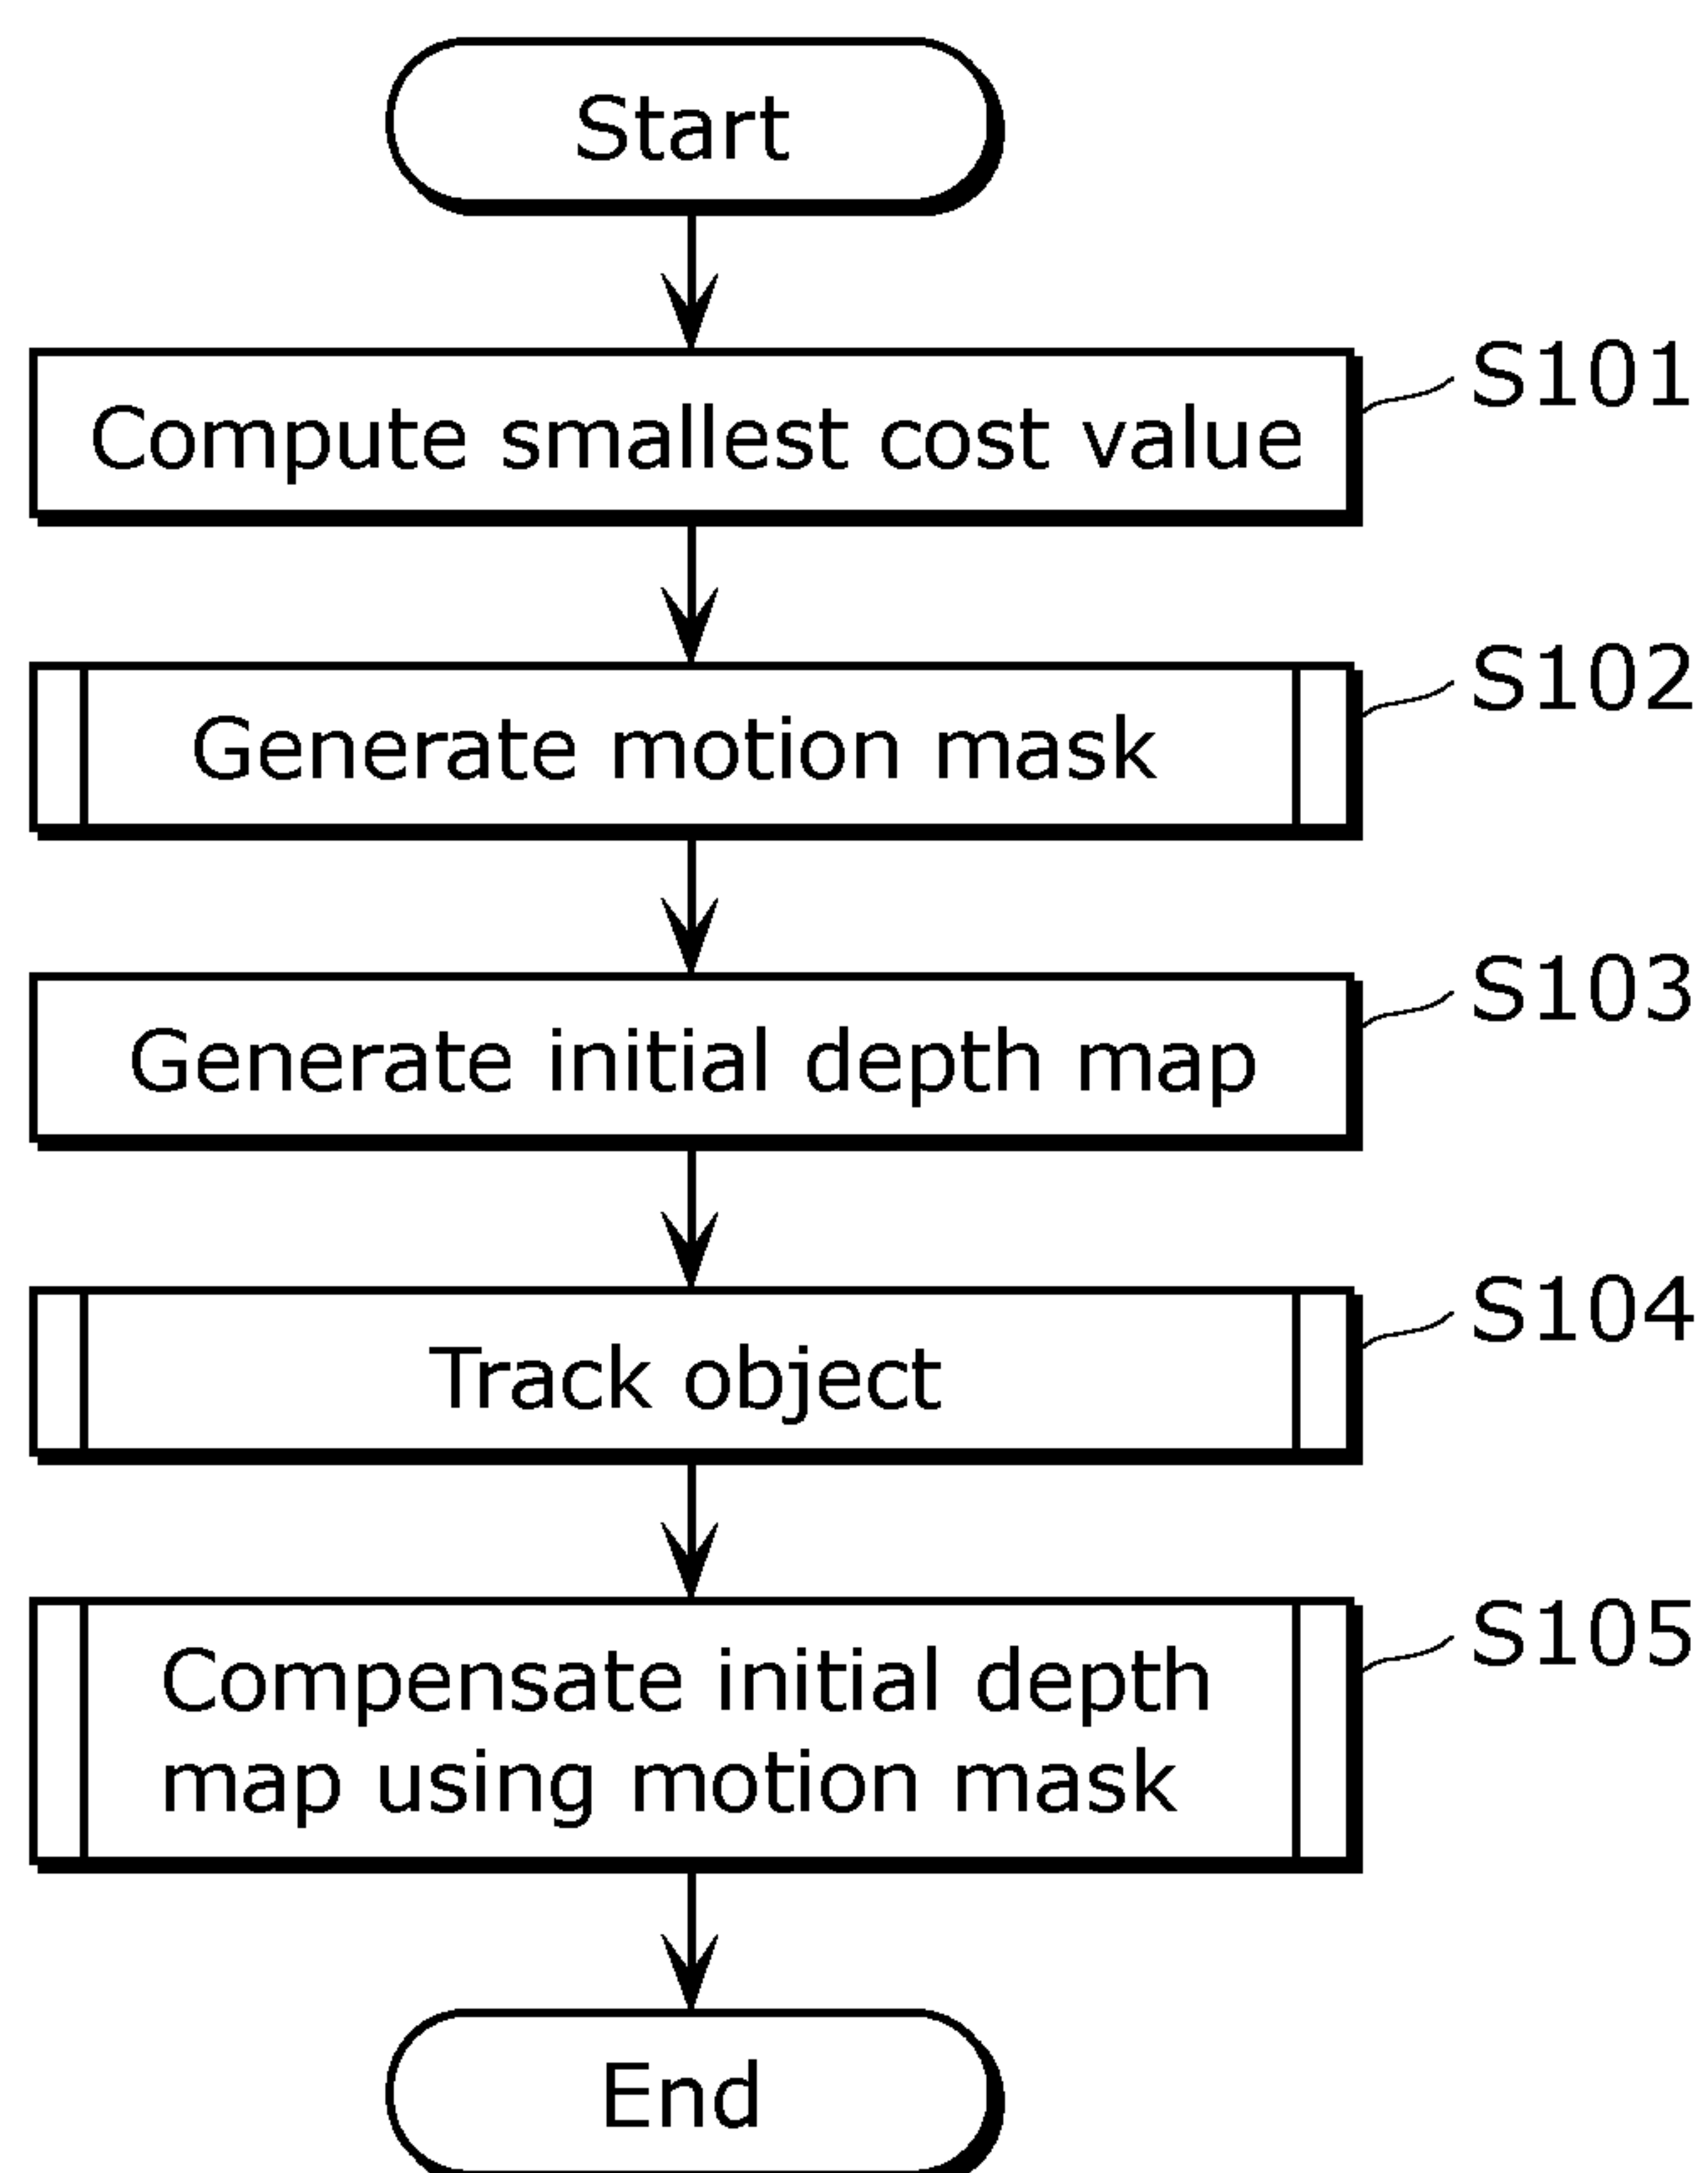 Start
S101
Compute smallest cost value
S102
Generate motion mask
S103
Generate initial depth map
S104
Track object
S105
Compensate initial depth
map using motion mask
End